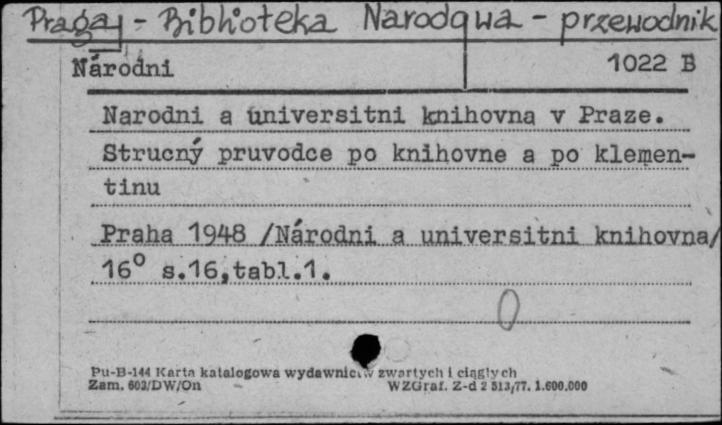 Praga - Biblioteka Narodowa - przewodnik
Národni 1022 B
Narodni a universitni knihovna v Praze.
Strucný pruvodce po knihovne a po klemen-
tinu
Praha 1948 /Národni a universitni knihovna/
16° s.16,tabl.1.
0
Pu-B-144 Karta katalogowa wydawnictw zwartych i ciągłych
Zam. 603/DW/On WZGraf. Z-d 2 513/77. 1.600.000